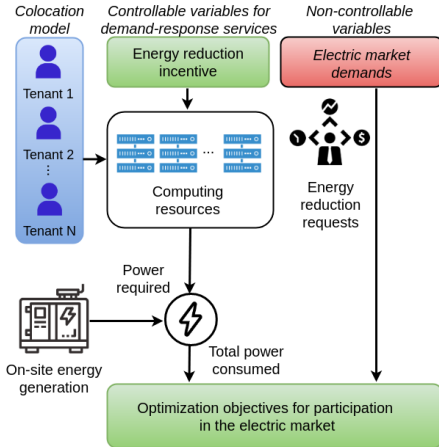 Colocation
model
Controllable variables for
demand-response services
Non-controllable
variables
Energy reduction
incentive
Electric market
demands
Tenant 1
Tenant 2
⋮
Tenant N
...
Computing
resources
Energy
reduction
requests
Power
required
On-site energy
generation
Total power
consumed
Optimization objectives for participation
in the electric market